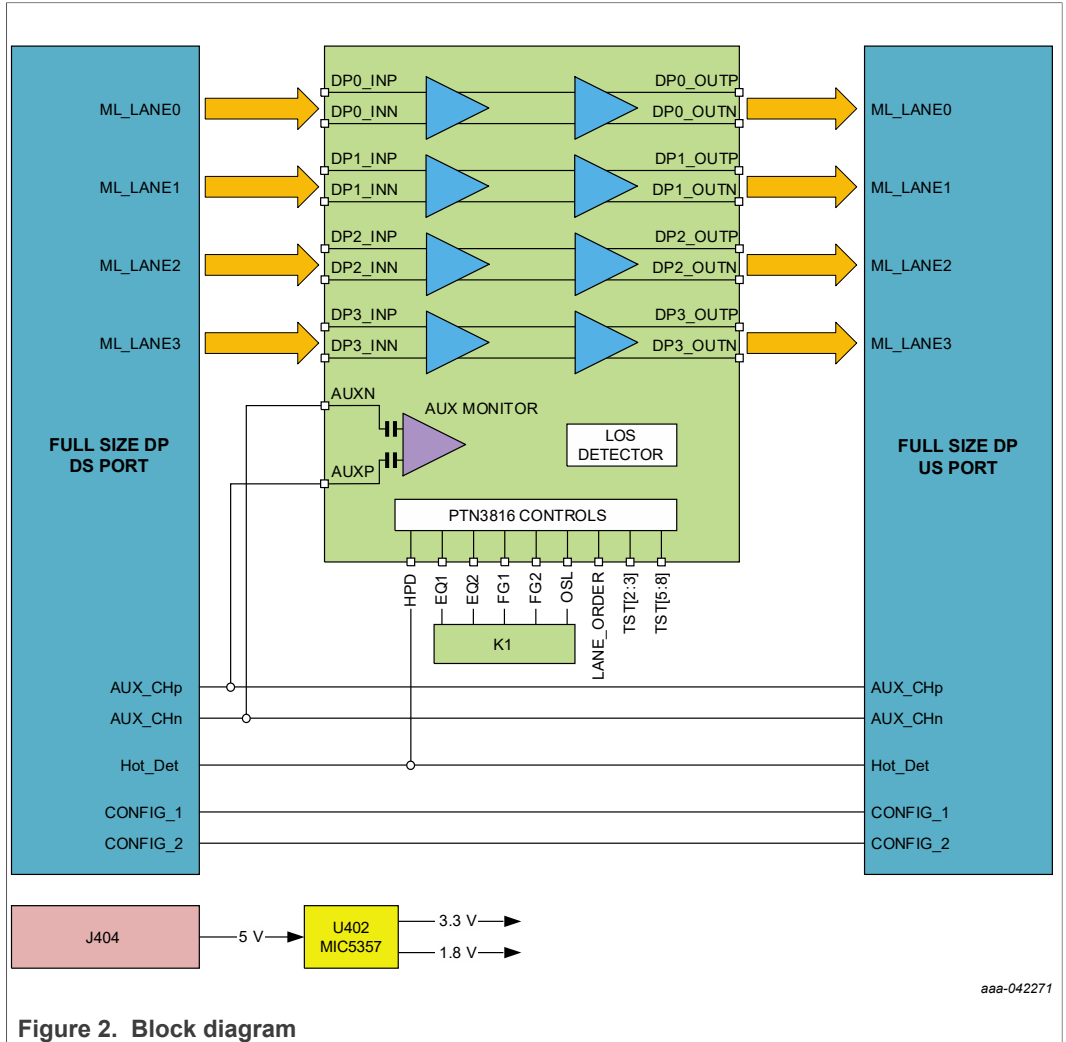 DP0_INP
DP0_OUTP
ML_LANE0
DP0_INN
DP0_OUTN
ML_LANE0
DP1_INP
DP1_OUTP
ML_LANE1
DP1_INN
DP1_OUTN
ML_LANE1
DP2_INP
DP2_OUTP
ML_LANE2
DP2_INN
DP2_OUTN
ML_LANE2
DP3_INP
DP3_OUTP
ML_LANE3
DP3_INN
DP3_OUTN
ML_LANE3
AUXN
AUX MONITOR
FULL SIZE DP
DS PORT
LOS
DETECTOR
FULL SIZE DP
US PORT
AUXP
PTN3816 CONTROLS
HPD
EQ1
EQ2
FG1
FG2
OSL
LANE_ORDER
TST[2:3]
TST[5:8]
K1
AUX_CHp
AUX_CHp
AUX_CHn
AUX_CHn
Hot_Det
Hot_Det
CONFIG_1
CONFIG_1
CONFIG_2
CONFIG_2
J404
5 V
U402
MIC5357
3.3 V
1.8 V
aaa-042271
Figure 2. Block diagram